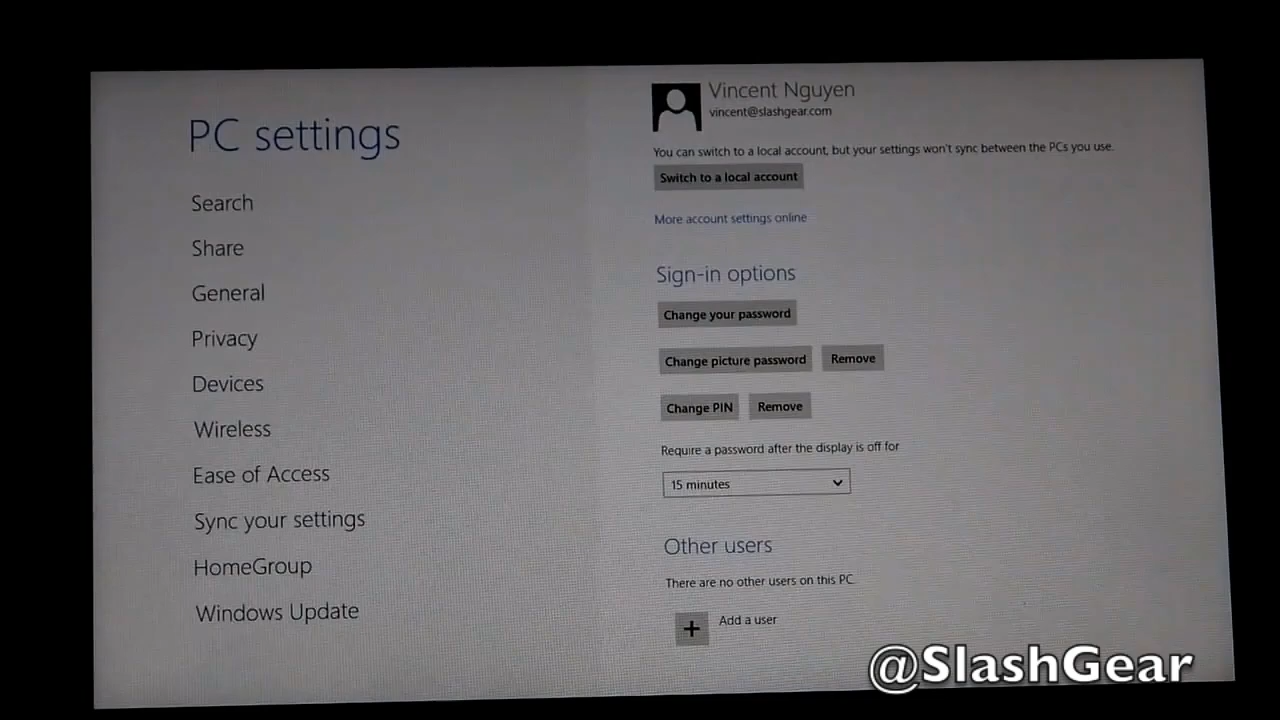 PC settings
Search
Share
General
Privacy
Devices
Wireless
Ease of Access
Sync your settings
HomeGroup
Windows Update
Vincent Nguyen
vincent@slashgear.com
You can switch to a local account, but your settings won't sync between the PCs you use.
Switch to a local account
More account settings online
Sign-in options
Change your password
Change picture password Remove
Change PIN Remove
Require a password after the display is off for
15 minutes
Other users
There are no other users on this PC.
+ Add a user
@SlashGear